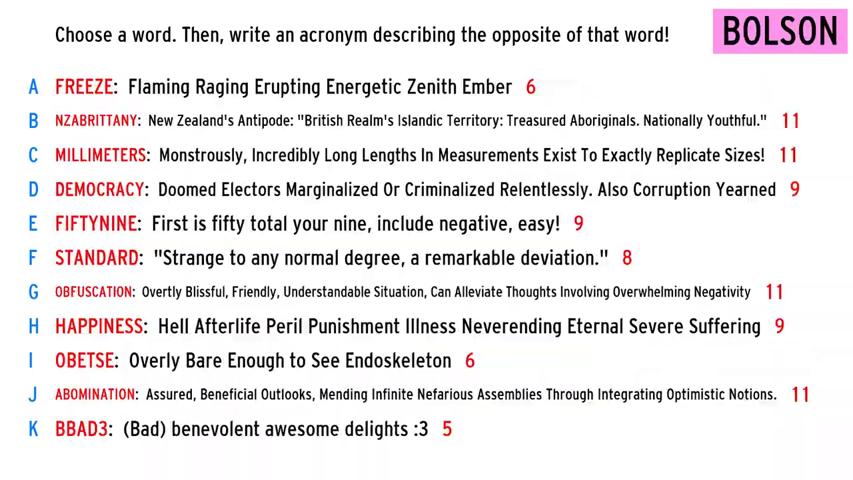 Choose a word. Then, write an acronym describing the opposite of that word!
BOLSON
A FREEZE: Flaming Raging Erupting Energetic Zenith Ember 6
B NZABRITTANY: New Zealand's Antipode: "British Realm's Islandic Territory: Treasured Aboriginals. Nationally Youthful." 11
C MILLIMETERS: Monstrously, Incredibly Long Lengths In Measurements Exist To Exactly Replicate Sizes! 11
D DEMOCRACY: Doomed Electors Marginalized Or Criminalized Relentlessly. Also Corruption Yearned 9
E FIFTYNINE: First is fifty total your nine, include negative, easy! 9
F STANDARD: "Strange to any normal degree, a remarkable deviation." 8
G OBFUSCATION: Overtly Blissful, Friendly, Understandable Situation, Can Alleviate Thoughts Involving Overwhelming Negativity 11
H HAPPINESS: Hell Afterlife Peril Punishment Illness Neverending Eternal Severe Suffering 9
I OBETSE: Overly Bare Enough to See Endoskeleton 6
J ABOMINATION: Assured, Beneficial Outlooks, Mending Infinite Nefarious Assemblies Through Integrating Optimistic Notions. 11
K BBAD3: (Bad) benevolent awesome delights :3 5